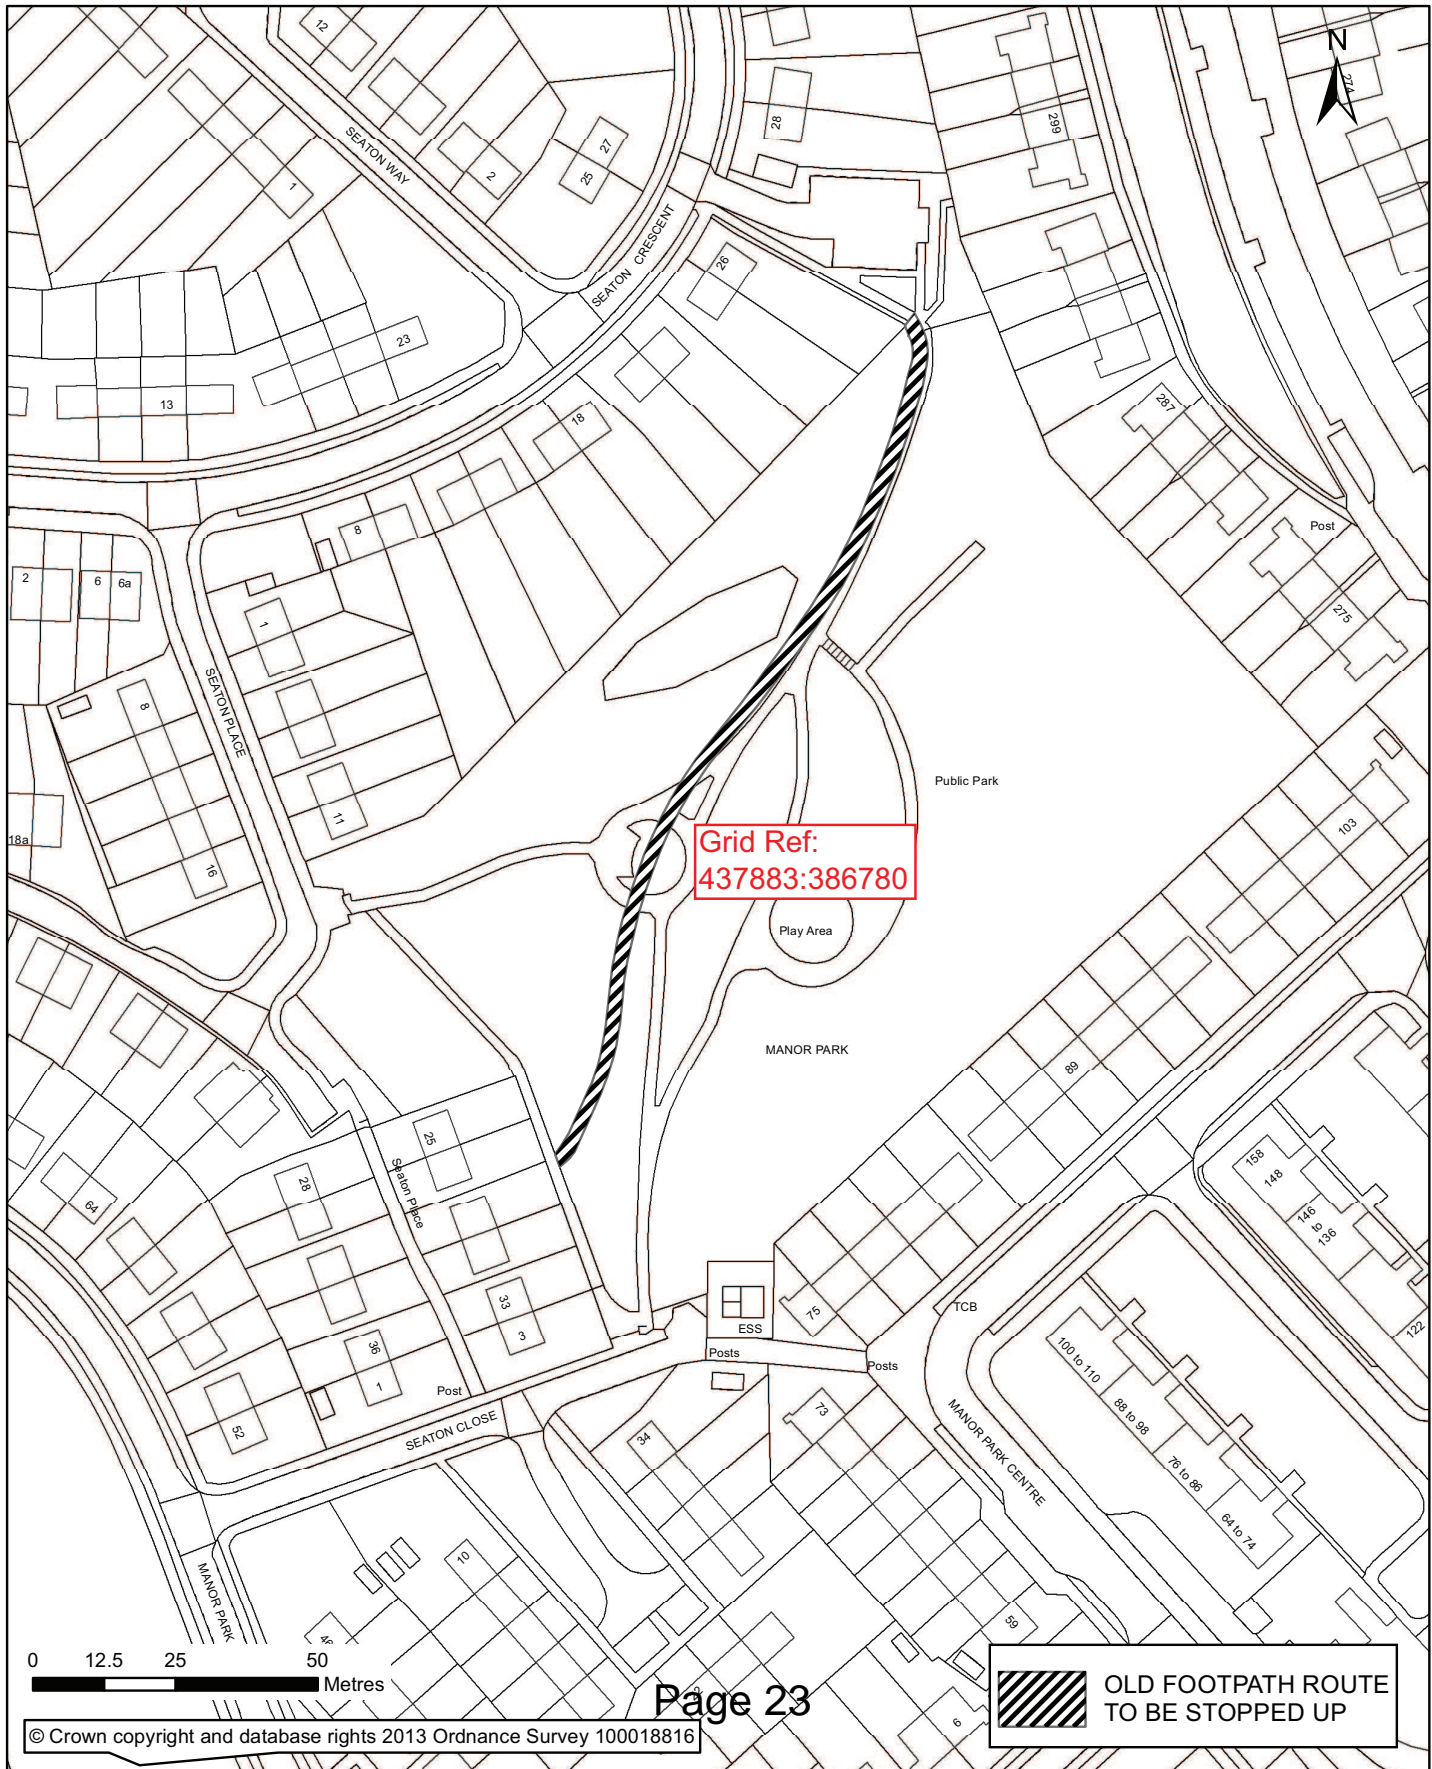 12
N
274
28
299
SEATON WAY
27
25
2
1
SEATON CRESCENT
26
23
13
18
287
8
Post
2
6
6a
275
1
SEATON PLACE
8
11
Public Park
103
18a
16
Grid Ref:
437883:386780
Play Area
MANOR PARK
89
25
158
148
146
to
136
28
Seaton Place
64
33
3
75
TCB
ESS
122
36
1
Posts
Posts
100 to 110
Post
88 to 98
SEATON CLOSE
52
34
73
MANOR PARK CENTRE
76 to 86
64 to 74
10
MANOR PARK
59
46
0 12.5 25 50
Metres
6
OLD FOOTPATH ROUTE
TO BE STOPPED UP
Page 23
© Crown copyright and database rights 2013 Ordnance Survey 100018816